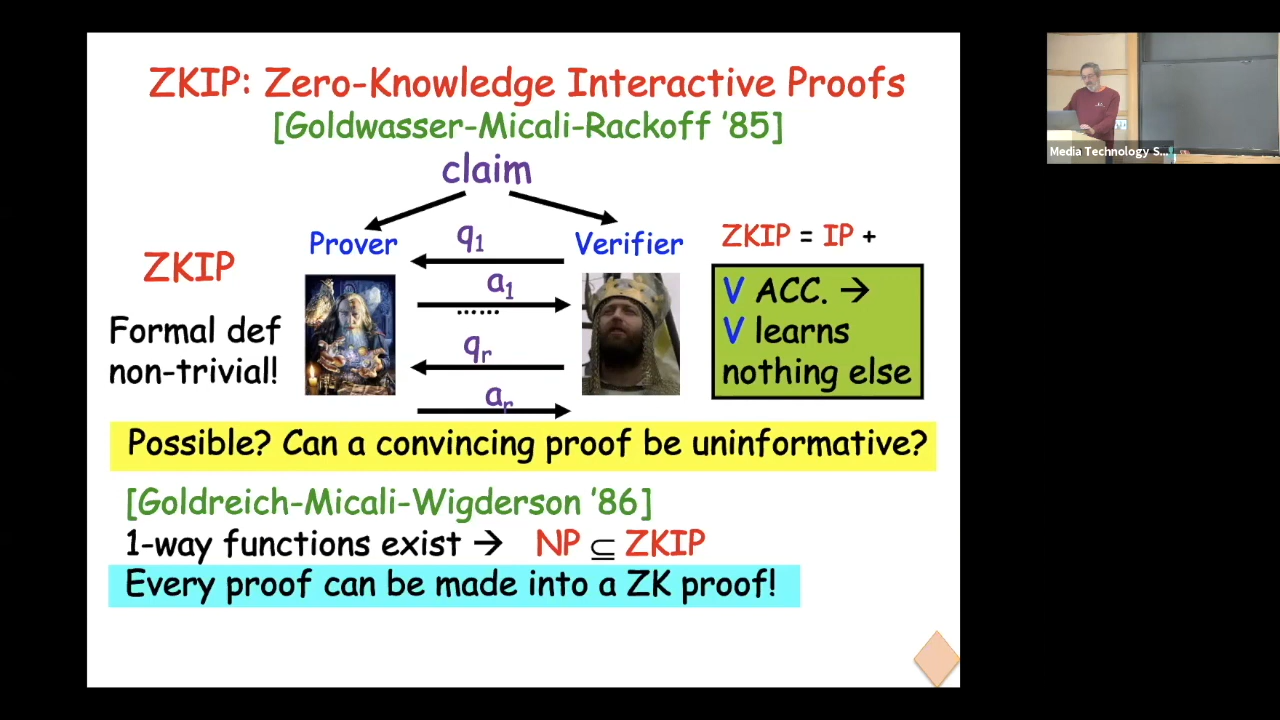 ZKIP: Zero-Knowledge Interactive Proofs
[Goldwasser-Micali-Rackoff '85]
claim
Prover
q1
Verifier
ZKIP = IP +
ZKIP
a1
......
V ACC. →
V learns
nothing else
Formal def
non-trivial!
qr
ar
Possible? Can a convincing proof be uninformative?
[Goldreich-Micali-Wigderson '86]
1-way functions exist → NP ⊆ ZKIP
Every proof can be made into a ZK proof!
Media Technology S...